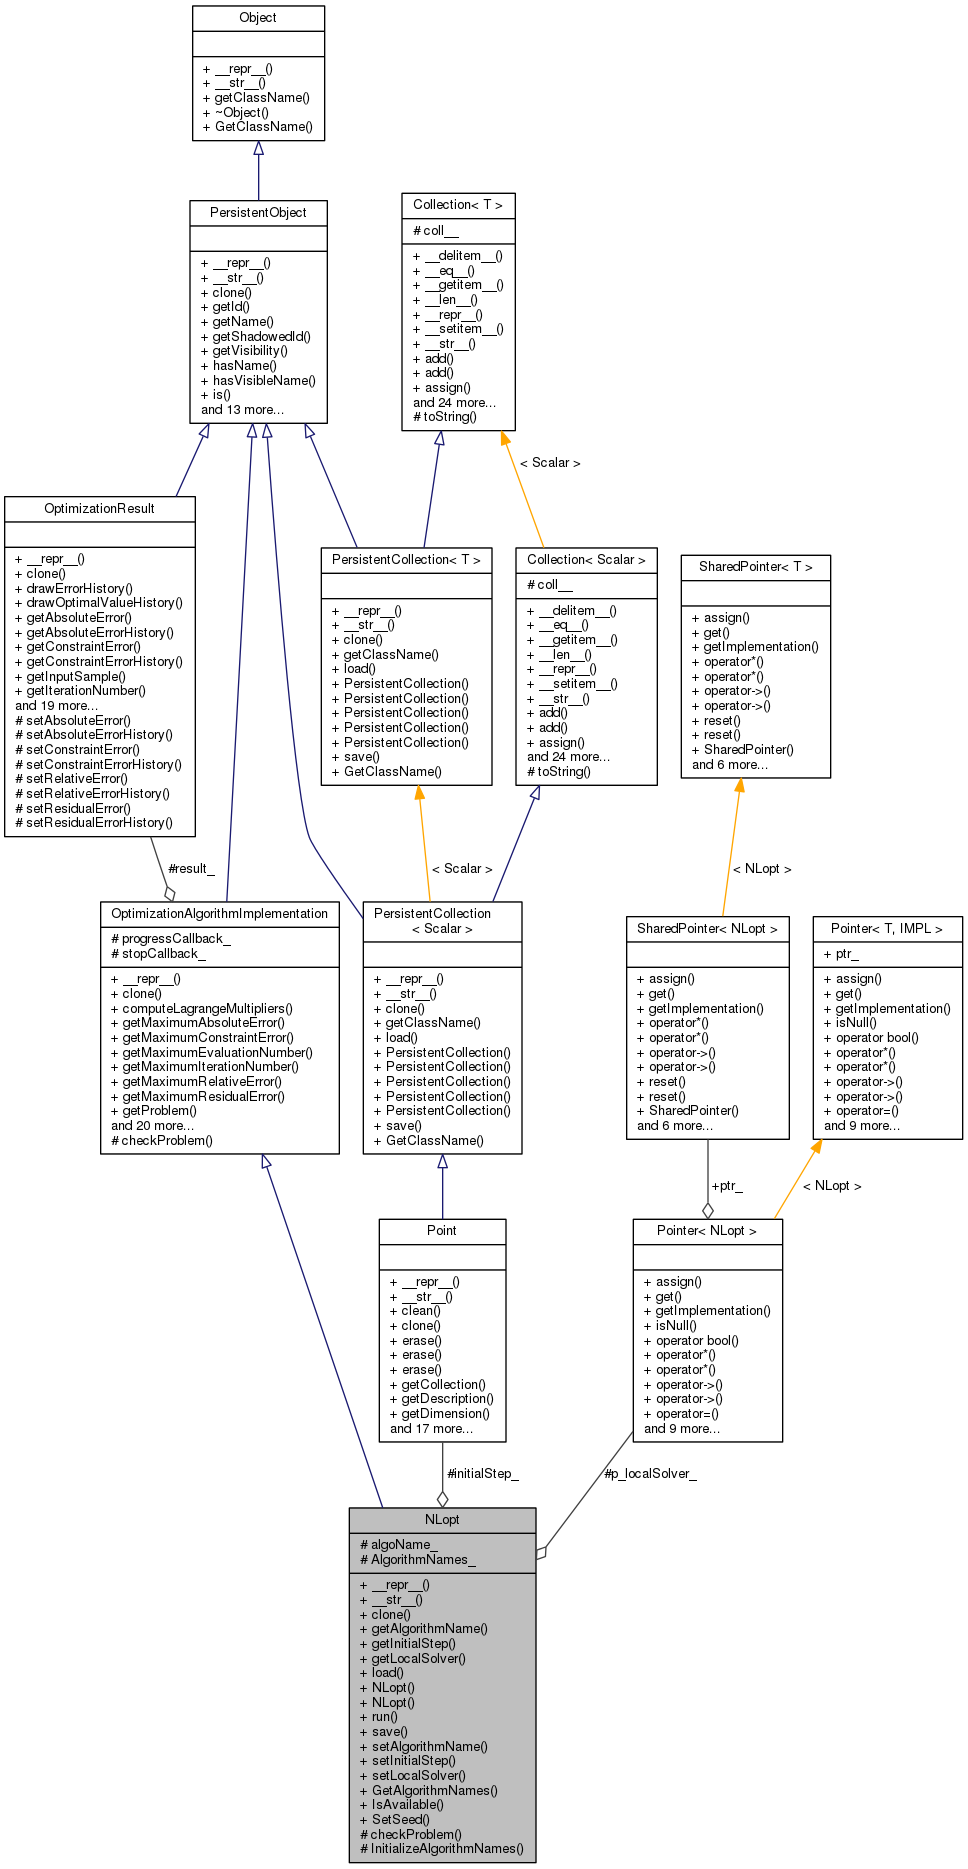 Object
+ __repr__()
+ __str__()
+ getClassName()
+ ~Object()
+ GetClassName()
PersistentObject
+ __repr__()
+ __str__()
+ clone()
+ getId()
+ getName()
+ getShadowedId()
+ getVisibility()
+ hasName()
+ hasVisibleName()
+ is()
and 13 more...
Collection< T >
# coll__
+ __delitem__()
+ __eq__()
+ __getitem__()
+ __len__()
+ __repr__()
+ __setitem__()
+ __str__()
+ add()
+ add()
+ assign()
and 24 more...
# toString()
< Scalar >
OptimizationResult
+ __repr__()
+ clone()
+ drawErrorHistory()
+ drawOptimalValueHistory()
+ getAbsoluteError()
+ getAbsoluteErrorHistory()
+ getConstraintError()
+ getConstraintErrorHistory()
+ getInputSample()
+ getIterationNumber()
and 19 more...
# setAbsoluteError()
# setAbsoluteErrorHistory()
# setConstraintError()
# setConstraintErrorHistory()
# setRelativeError()
# setRelativeErrorHistory()
# setResidualError()
# setResidualErrorHistory()
PersistentCollection< T >
+ __repr__()
+ __str__()
+ clone()
+ getClassName()
+ load()
+ PersistentCollection()
+ PersistentCollection()
+ PersistentCollection()
+ PersistentCollection()
+ PersistentCollection()
+ save()
+ GetClassName()
Collection< Scalar >
# coll__
+ __delitem__()
+ __eq__()
+ __getitem__()
+ __len__()
+ __repr__()
+ __setitem__()
+ __str__()
+ add()
+ add()
+ assign()
and 24 more...
# toString()
SharedPointer< T >
+ assign()
+ get()
+ getImplementation()
+ operator*()
+ operator*()
+ operator->()
+ operator->()
+ reset()
+ reset()
+ SharedPointer()
and 6 more...
#result_
< Scalar >
< NLopt >
OptimizationAlgorithmImplementation
# progressCallback_
# stopCallback_
+ __repr__()
+ clone()
+ computeLagrangeMultipliers()
+ getMaximumAbsoluteError()
+ getMaximumConstraintError()
+ getMaximumEvaluationNumber()
+ getMaximumIterationNumber()
+ getMaximumRelativeError()
+ getMaximumResidualError()
+ getProblem()
and 20 more...
# checkProblem()
PersistentCollection
< Scalar >
+ __repr__()
+ __str__()
+ clone()
+ getClassName()
+ load()
+ PersistentCollection()
+ PersistentCollection()
+ PersistentCollection()
+ PersistentCollection()
+ PersistentCollection()
+ save()
+ GetClassName()
SharedPointer< NLopt >
+ assign()
+ get()
+ getImplementation()
+ operator*()
+ operator*()
+ operator->()
+ operator->()
+ reset()
+ reset()
+ SharedPointer()
and 6 more...
Pointer< T, IMPL >
+ ptr_
+ assign()
+ get()
+ getImplementation()
+ isNull()
+ operator bool()
+ operator*()
+ operator*()
+ operator->()
+ operator->()
+ operator=()
and 9 more...
+ptr_
< NLopt >
Point
+ __repr__()
+ __str__()
+ clean()
+ clone()
+ erase()
+ erase()
+ erase()
+ getCollection()
+ getDescription()
+ getDimension()
and 17 more...
Pointer< NLopt >
+ assign()
+ get()
+ getImplementation()
+ isNull()
+ operator bool()
+ operator*()
+ operator*()
+ operator->()
+ operator->()
+ operator=()
and 9 more...
#initialStep_
#p_localSolver_
NLopt
# algoName_
# AlgorithmNames_
+ __repr__()
+ __str__()
+ clone()
+ getAlgorithmName()
+ getInitialStep()
+ getLocalSolver()
+ load()
+ NLopt()
+ NLopt()
+ run()
+ save()
+ setAlgorithmName()
+ setInitialStep()
+ setLocalSolver()
+ GetAlgorithmNames()
+ IsAvailable()
+ SetSeed()
# checkProblem()
# InitializeAlgorithmNames()